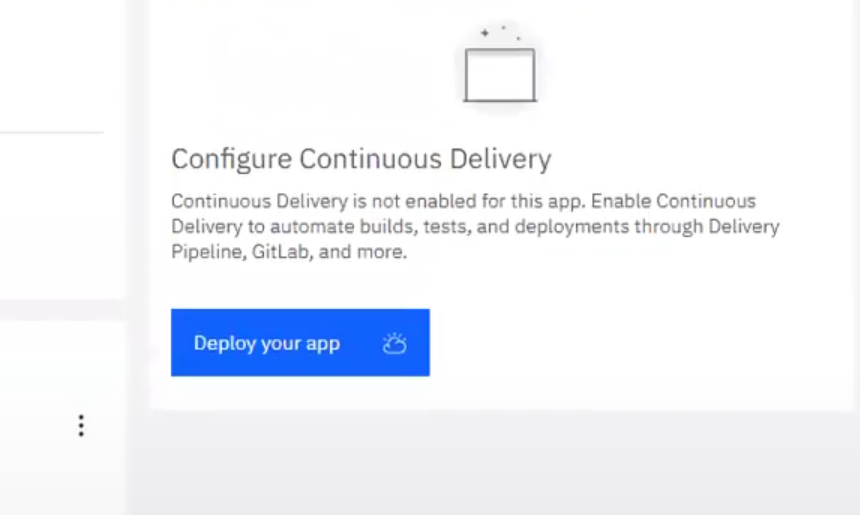 Configure Continuous Delivery
Continuous Delivery is not enabled for this app. Enable Continuous
Delivery to automate builds, tests, and deployments through Delivery
Pipeline, GitLab, and more.
Deploy your app